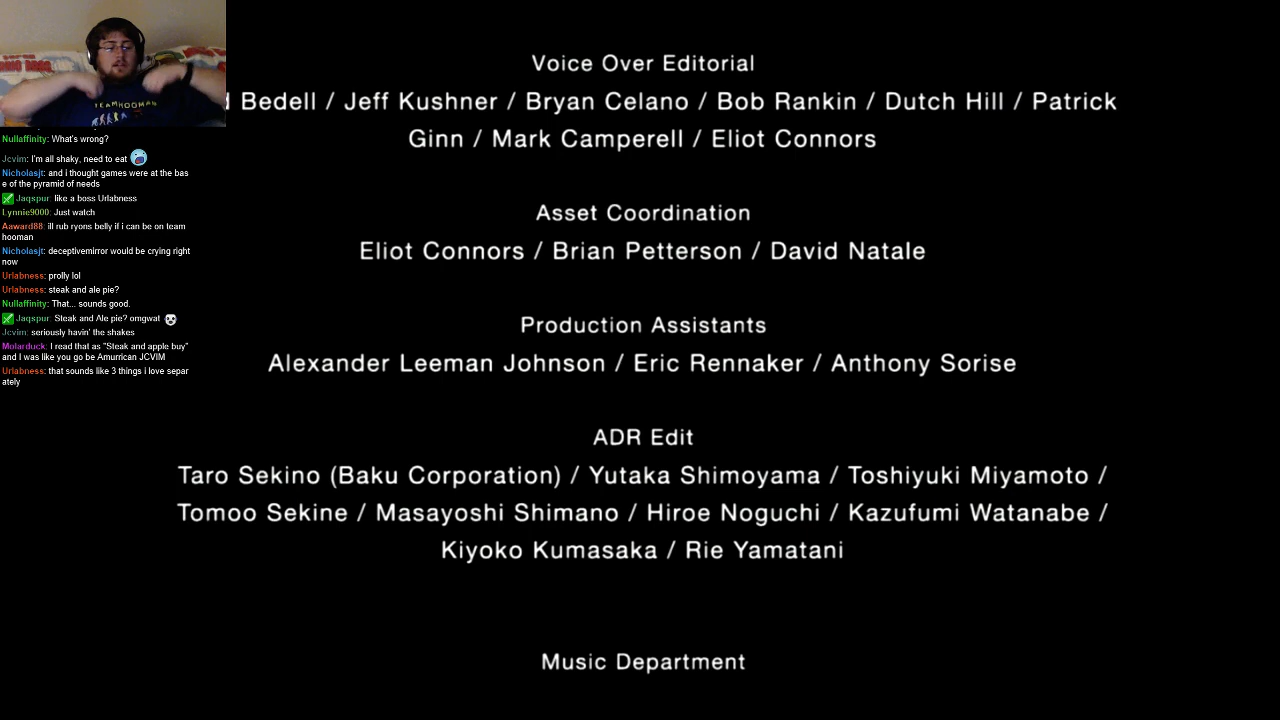 TEAMHOOMAN
Nullaffinity: What's wrong?
Jcvim: I'm all shaky, need to eat
Nicholasjt: and i thought games were at the bas
e of the pyramid of needs
Jaqspur: like a boss Urlabness
Lynnie9000: Just watch
Aaward88: ill rub ryons belly if i can be on team
hooman
Nicholasjt: deceptivemirror would be crying right
now
Urlabness: prolly lol
Urlabness: steak and ale pie?
Nullaffinity: That... sounds good.
Jaqspur: Steak and Ale pie? omgwat
Jcvim: seriously havin' the shakes
Molarduck: I read that as "Steak and apple buy"
and I was like you go be Amurrican JCVIM
Urlabness: that sounds like 3 things i love separ
ately
Voice Over Editorial
Bedell / Jeff Kushner / Bryan Celano / Bob Rankin / Dutch Hill / Patrick
Ginn / Mark Camperell / Eliot Connors
Asset Coordination
Eliot Connors / Brian Petterson / David Natale
Production Assistants
Alexander Leeman Johnson / Eric Rennaker / Anthony Sorise
ADR Edit
Taro Sekino (Baku Corporation) / Yutaka Shimoyama / Toshiyuki Miyamoto /
Tomoo Sekine / Masayoshi Shimano / Hiroe Noguchi / Kazufumi Watanabe /
Kiyoko Kumasaka / Rie Yamatani
Music Department